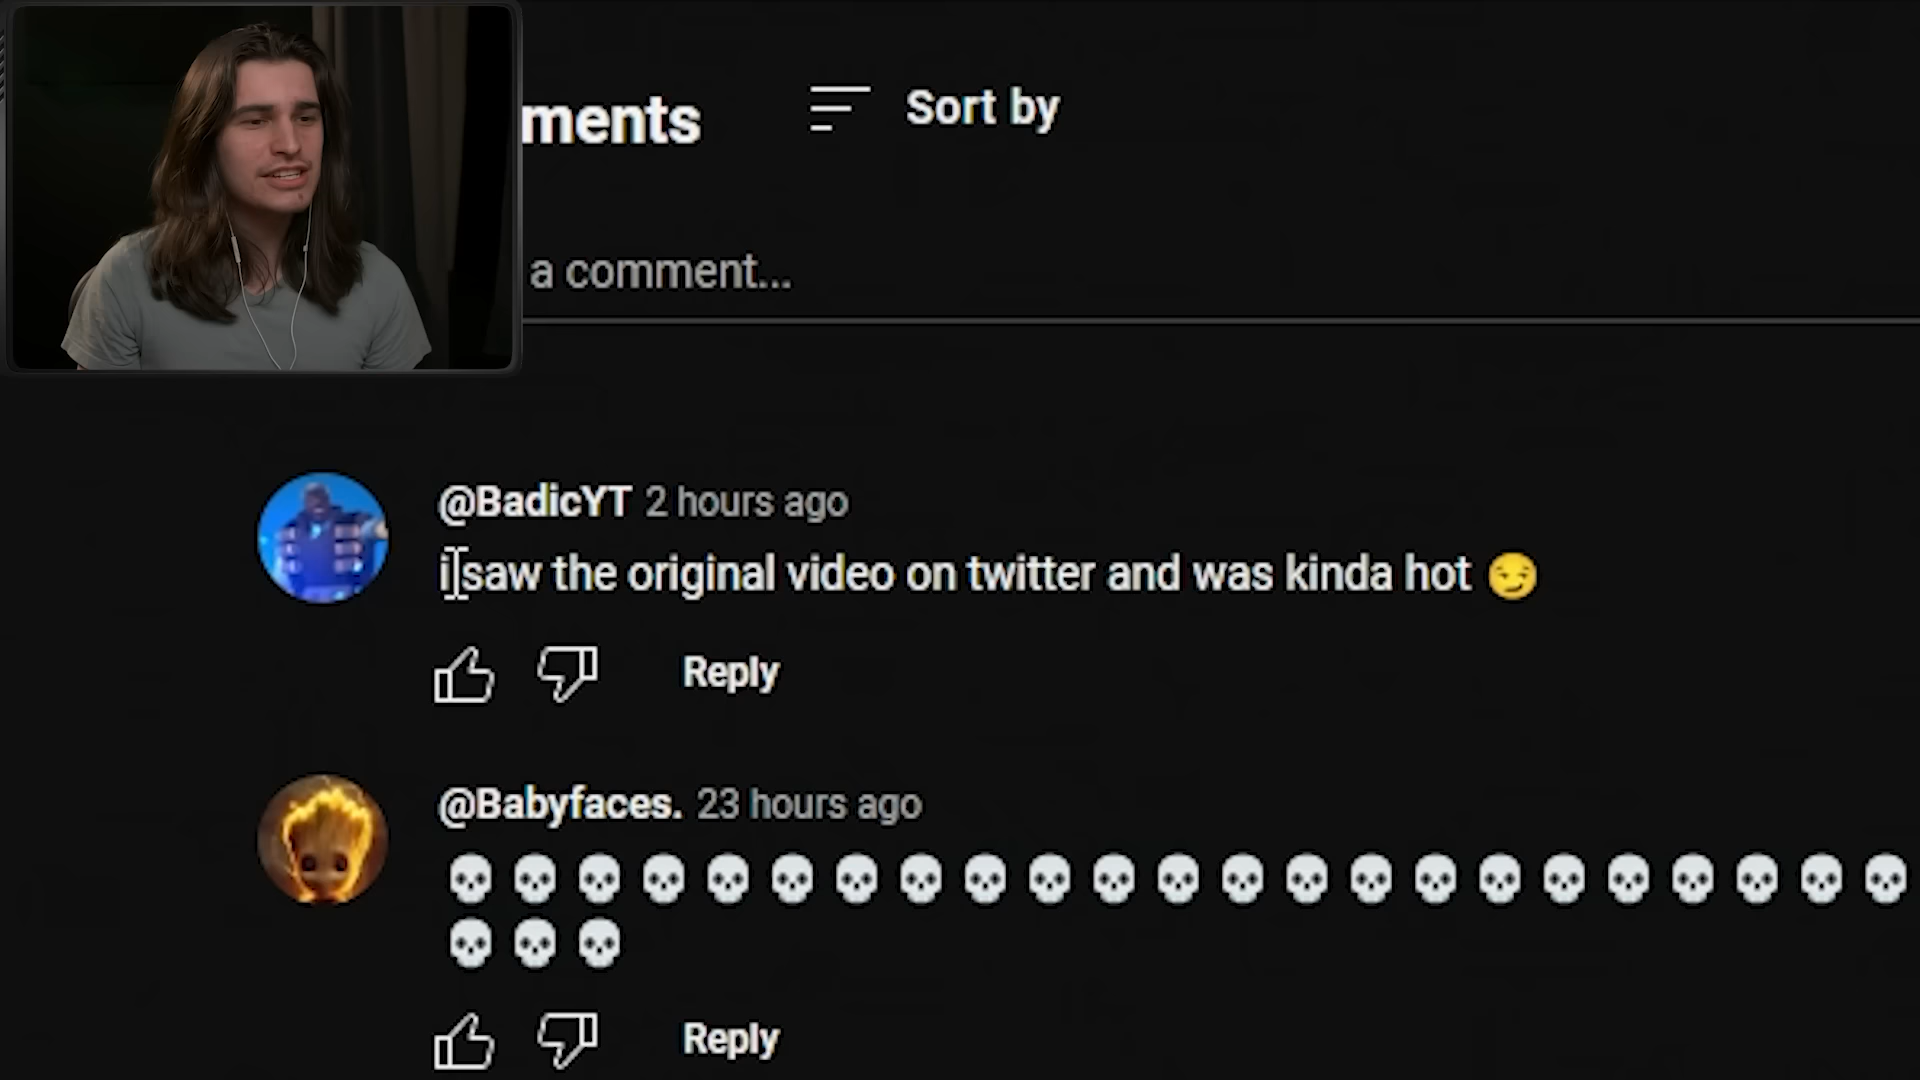 ments
Sort by
a comment...
@BadicYT 2 hours ago
i saw the original video on twitter and was kinda hot 😏
Reply
@Babyfaces. 23 hours ago
💀 💀 💀 💀 💀 💀 💀 💀 💀 💀 💀 💀 💀 💀 💀 💀 💀 💀 💀 💀 💀 💀 💀
💀 💀 💀
Reply